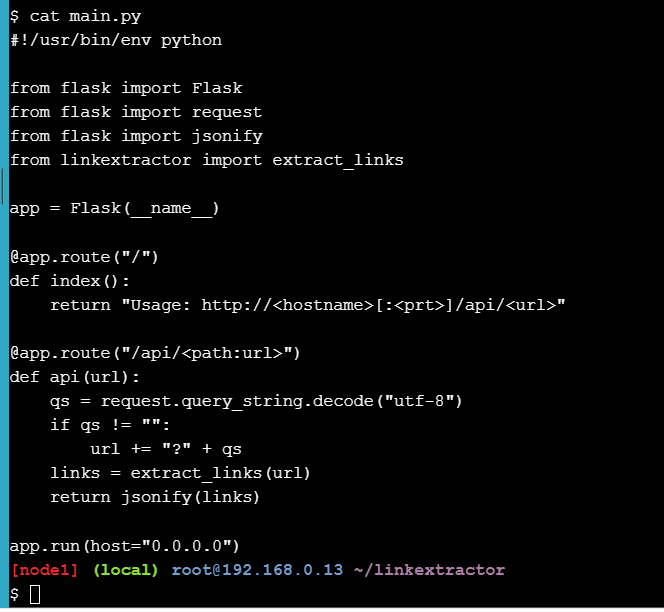 $ cat main.py
#!/usr/bin/env python

from flask import Flask
from flask import request
from flask import jsonify
from linkextractor import extract_links

app = Flask(__name__)

@app.route("/")
def index():
    return "Usage: http://<hostname>[:<prt>]/api/<url>"

@app.route("/api/<path:url>")
def api(url):
    qs = request.query_string.decode("utf-8")
    if qs != "":
        url += "?" + qs
    links = extract_links(url)
    return jsonify(links)

app.run(host="0.0.0.0")
[node1] (local) root@192.168.0.13 ~/linkextractor
$